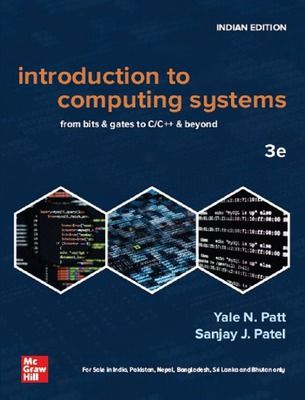 INDIAN EDITION
introduction to
computing systems
from bits & gates to C/C++ & beyond
3e
Yale N. Patt
Sanjay J. Patel
Mc
Graw
Hill
For Sale in India, Pakistan, Nepal, Bangladesh, Sri Lanka and Bhutan only